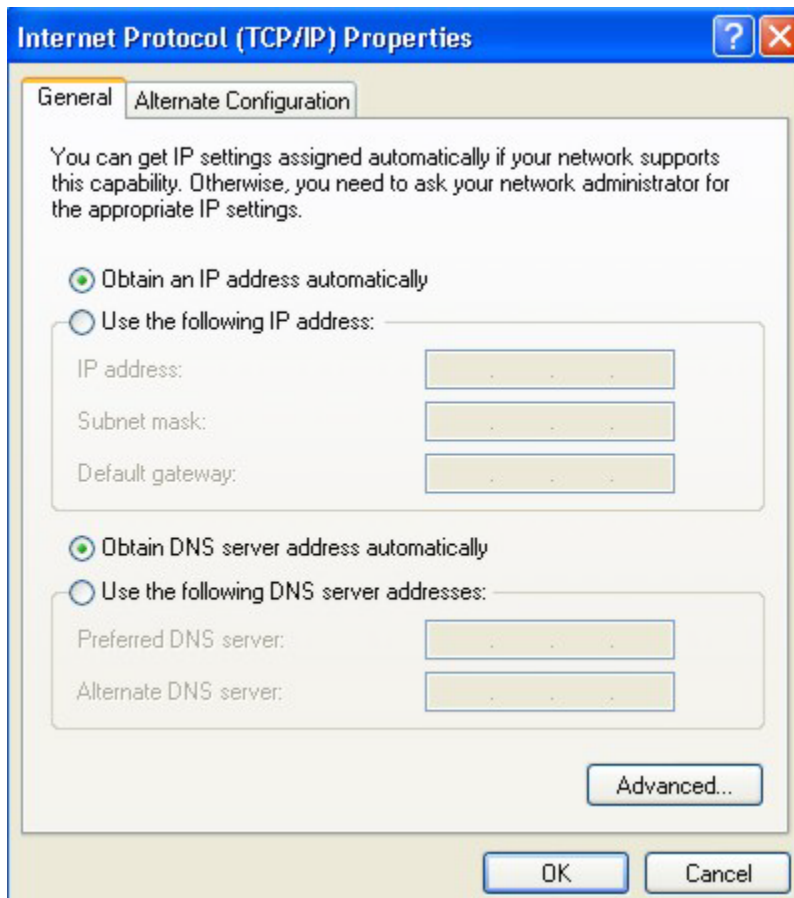 Internet Protocol (TCP/IP) Properties
General
Alternate Configuration
You can get IP settings assigned automatically if your network supports
this capability. Otherwise, you need to ask your network administrator for
the appropriate IP settings.
Obtain an IP address automatically
Use the following IP address:
IP address:
Subnet mask:
Default gateway:
Obtain DNS server address automatically
Use the following DNS server addresses:
Preferred DNS server:
Alternate DNS server:
Advanced...
OK
Cancel